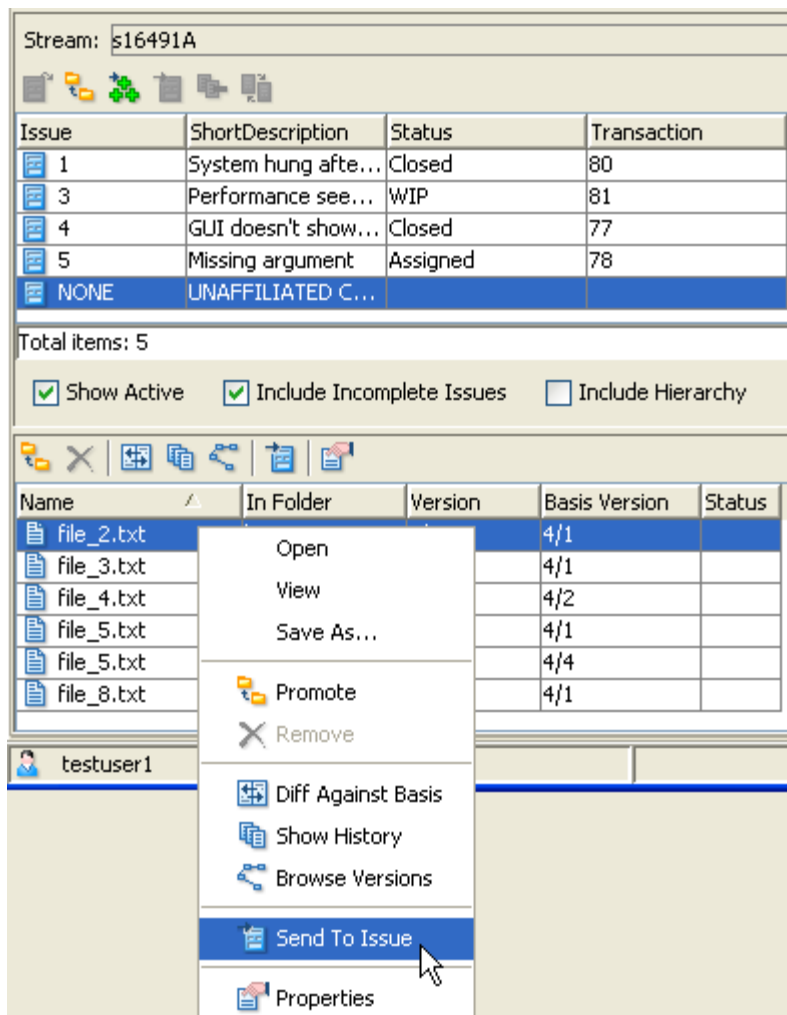 Stream: s16491A
Issue ShortDescription Status Transaction
1 System hung afte... Closed 80
3 Performance see... WIP 81
4 GUI doesn't show... Closed 77
5 Missing argument Assigned 78
NONE UNAFFILIATED C...
Total items: 5
Show Active Include Incomplete Issues Include Hierarchy
Name In Folder Version Basis Version Status
file_2.txt 4/1
file_3.txt 4/1
file_4.txt 4/2
file_5.txt 4/1
file_5.txt 4/4
file_8.txt 4/1
Open
View
Save As...
Promote
Remove
testuser1
Diff Against Basis
Show History
Browse Versions
Send To Issue
Properties